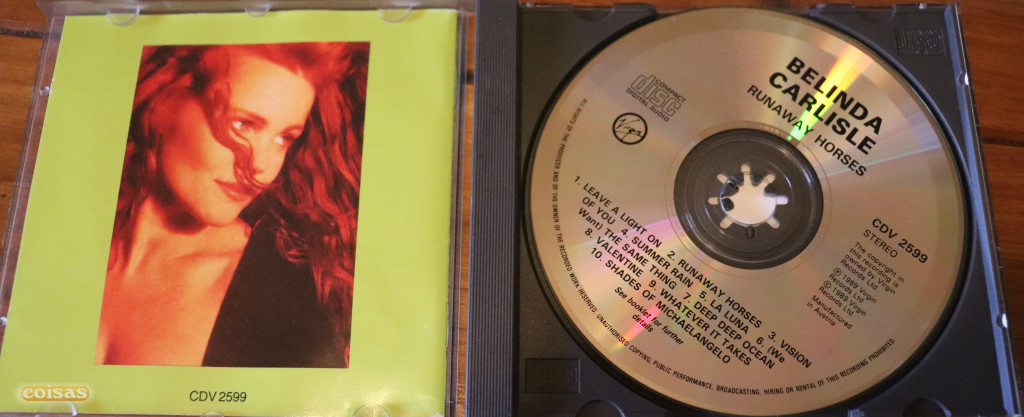 coisas
CDV 2599
BELINDA
CARLISLE
RUNAWAY HORSES
COMPACT
disc
DIGITAL AUDIO
Virgin
CDV 2599
STEREO
The copyright in
this recording is
owned by Virgin
Records Ltd
℗ 1989 Virgin
Records Ltd
© 1989 Virgin
Records Ltd
Manufactured
in Austria
1. LEAVE A LIGHT ON 2. RUNAWAY HORSES 3. VISION
OF YOU 4. SUMMER RAIN 5. LA LUNA 6. (We
Want) THE SAME THING 7. DEEP DEEP OCEAN
8. VALENTINE 9. WHATEVER IT TAKES
10. SHADES OF MICHAELANGELO
See booklet for further
details
ALL RIGHTS OF THE PRODUCER AND OF THE OWNER OF THE RECORDED WORK RESERVED. UNAUTHORISED COPYING, PUBLIC PERFORMANCE, BROADCASTING, HIRING OR RENTAL OF THIS RECORDING PROHIBITED.